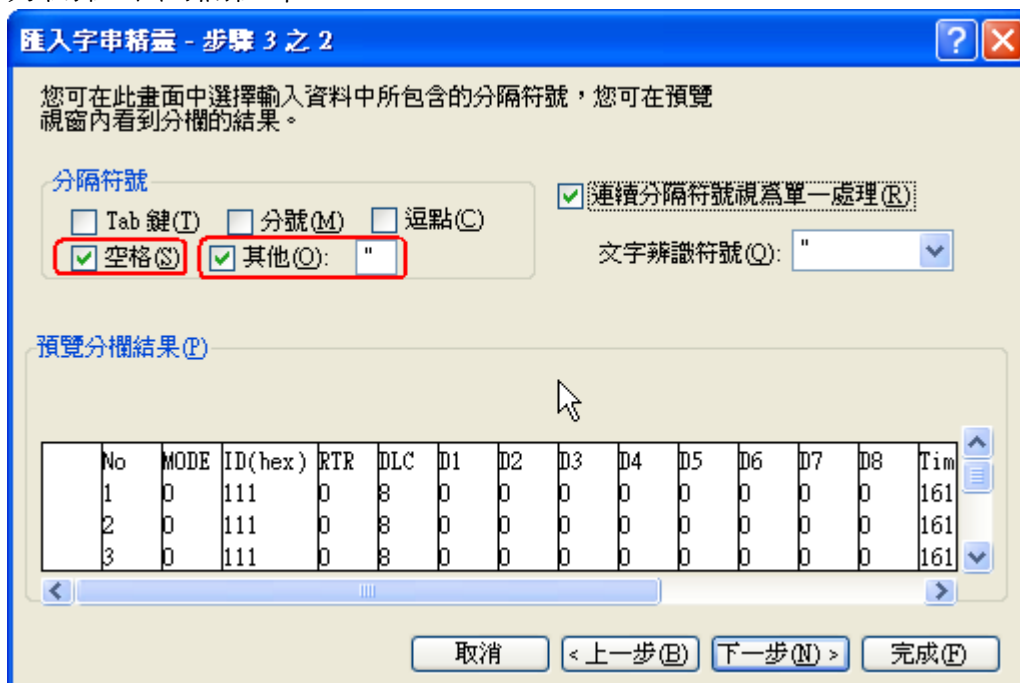 匯入字串精靈 - 步驟 3 之 2
您可在此畫面中選擇輸入資料中所包含的分隔符號，您可在預覽
視窗內看到分欄的結果。
分隔符號
Tab 鍵(T) 分號(M) 逗點(C)
空格(S) 其他(O): "
連續分隔符號視爲單一處理(R)
文字辨識符號(Q): "
預覽分欄結果(P)
No MODE ID(hex) RTR DLC D1 D2 D3 D4 D5 D6 D7 D8 Tim
1 0 111 0 8 0 0 0 0 0 0 0 0 161
2 0 111 0 8 0 0 0 0 0 0 0 0 161
3 0 111 0 8 0 0 0 0 0 0 0 0 161
取消 < 上一步(B) 下一步(N) > 完成(F)